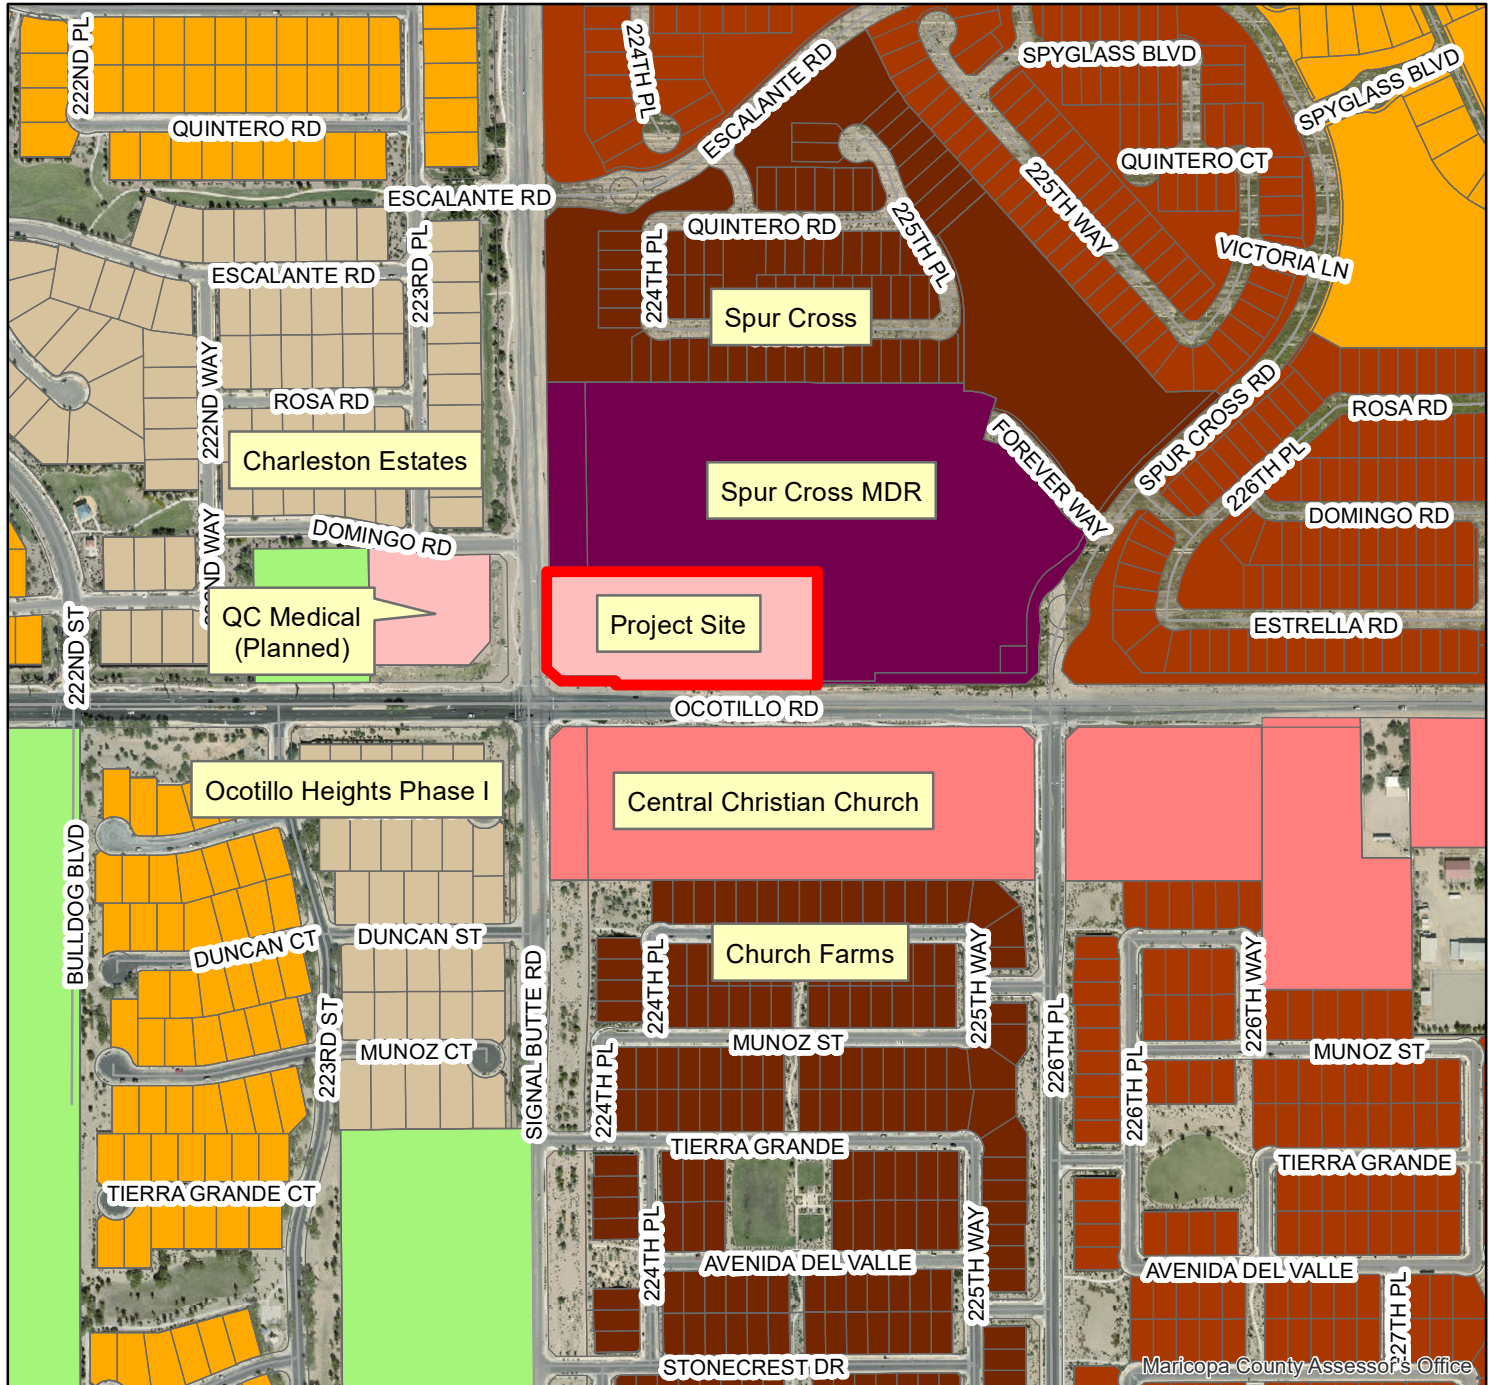 222ND PL
224TH PL
ESCALANTE RD
SPYGLASS BLVD
SPYGLASS BLVD
QUINTERO RD
QUINTERO CT
225TH WAY
ESCALANTE RD
QUINTERO RD
225TH PL
224TH PL
VICTORIA LN
ESCALANTE RD
223RD PL
Spur Cross
222ND WAY
ROSA RD
SPUR CROSS RD
ROSA RD
FOREVER WAY
226TH PL
Charleston Estates
Spur Cross MDR
DOMINGO RD
DOMINGO RD
ND WAY
222ND ST
QC Medical
(Planned)
Project Site
ESTRELLA RD
OCOTILLO RD
Ocotillo Heights Phase I
Central Christian Church
BULLDOG BLVD
DUNCAN CT
DUNCAN ST
Church Farms
224TH PL
225TH WAY
226TH WAY
SIGNAL BUTTE RD
223RD ST
MUNOZ CT
MUNOZ ST
MUNOZ ST
224TH PL
226TH PL
226TH PL
TIERRA GRANDE
TIERRA GRANDE
TIERRA GRANDE CT
224TH PL
225TH WAY
AVENIDA DEL VALLE
AVENIDA DEL VALLE
227TH PL
STONECREST DR
Maricopa County Assessor's Office